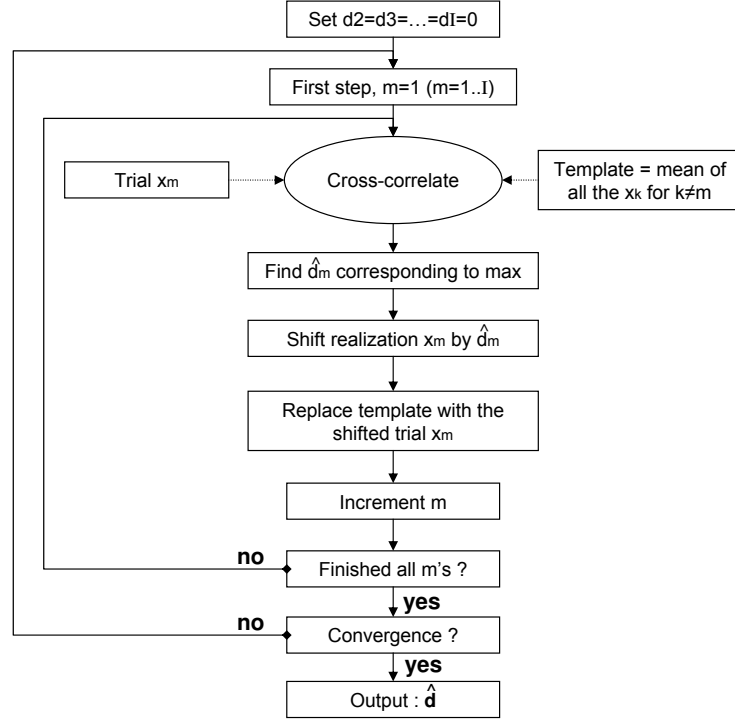 Set d2=d3=…=dI=0
First step, m=1 (m=1..I)
Trial xm
Cross-correlate
Template = mean of
all the xk for k≠m
Find d̂m corresponding to max
Shift realization xm by d̂m
Replace template with the
shifted trial xm
Increment m
no
Finished all m's ?
yes
no
Convergence ?
yes
Output : d̂